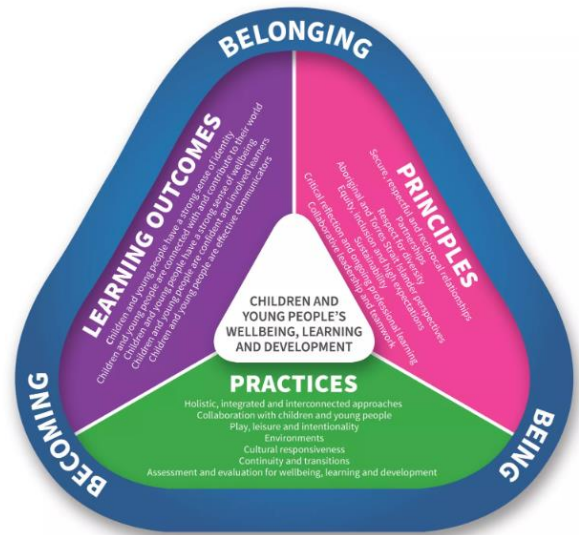 BELONGING
LEARNING OUTCOMES
Children and young people have a strong sense of identity
Children and young people are connected with and contribute to their world
Children and young people have a strong sense of wellbeing
Children and young people are confident and involved learners
Children and young people are effective communicators
PRINCIPLES
Secure, respectful and reciprocal relationships
Partnerships
Respect for diversity
Aboriginal and Torres Strait Islander perspectives
Equity, inclusion and high expectations
Sustainability
Critical reflection and ongoing professional learning
Collaborative leadership and teamwork
CHILDREN AND
YOUNG PEOPLE'S
WELLBEING, LEARNING
AND DEVELOPMENT
PRACTICES
Holistic, integrated and interconnected approaches
Collaboration with children and young people
Play, leisure and intentionality
Environments
Cultural responsiveness
Continuity and transitions
Assessment and evaluation for wellbeing, learning and development
BECOMING
BEING